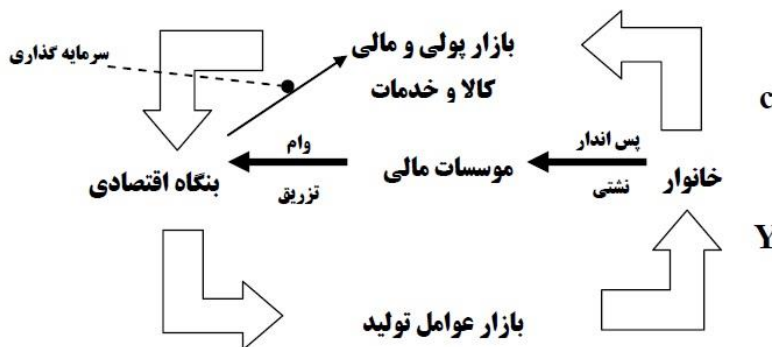 بازار پولی و مالی
کالا و خدمات
سرمایه گذاری
c
پس اندار
نشتی
وام
تزریق
خانوار
موسسات مالی
بنگاه اقتصادی
Y
بازار عوامل تولید